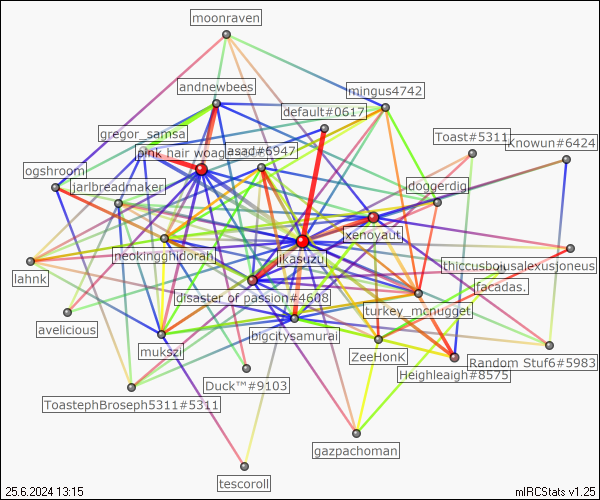 moonraven
andnewbees
mingus4742
default#0617
gregor_samsa
Toast#5311
Knowun#6424
pink hair woag
asad#6947
ogshroom
jarlbreadmaker
doggerdig
xenoyaut
neokingghidorah
ikasuzu
lahnk
thiccusbolusalexusjoneus
disaster of passion#4608
facadas.
turkey_mcnugget
avelicious
bigcitysamurai
mukszi
ZeeHonK
Random Stuf6#5983
Heighleaigh#8575
Duck™#9103
ToastephBroseph5311#5311
gazpachoman
tescoroll
25.6.2024 13:15
mIRCStats v1.25